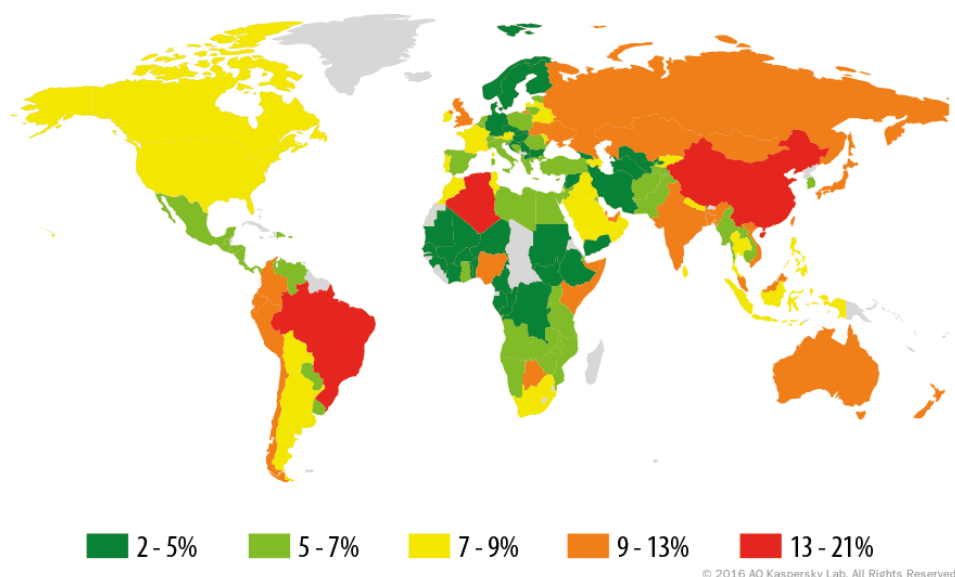 2 - 5% 5 - 7% 7 - 9% 9 - 13% 13 - 21%
© 2016 AO Kaspersky Lab. All Rights Reserved